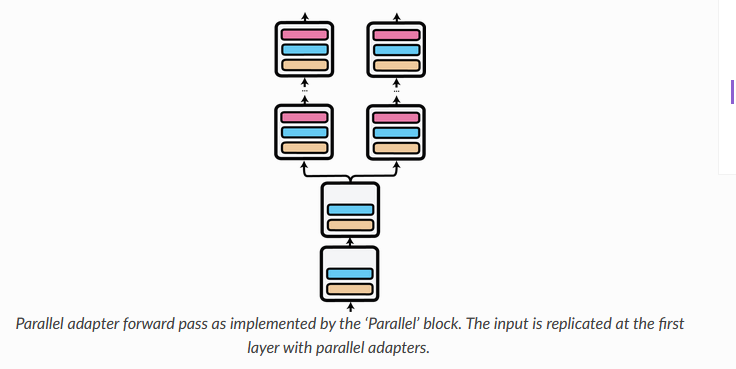 Parallel adapter forward pass as implemented by the ‘Parallel’ block. The input is replicated at the first
layer with parallel adapters.